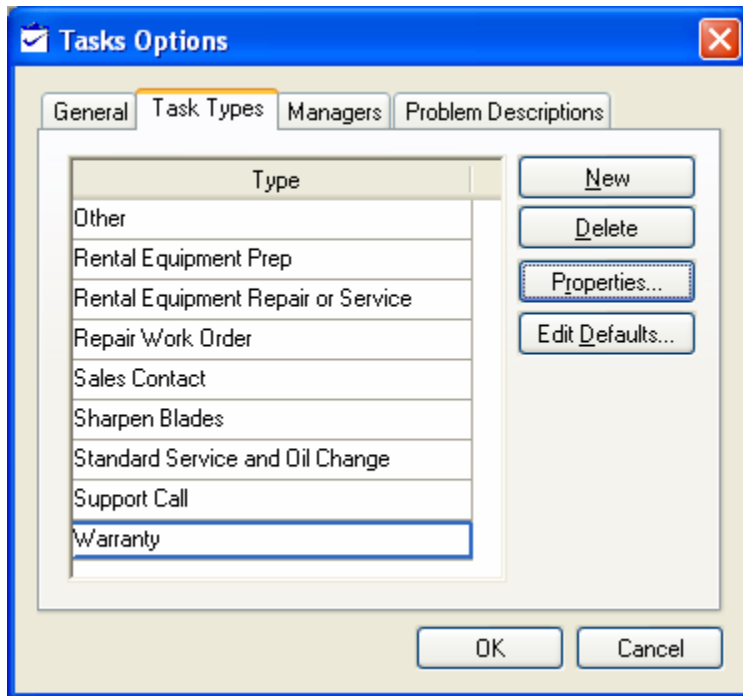 Tasks Options
General Task Types Managers Problem Descriptions
Type
New
Other
Delete
Rental Equipment Prep
Properties...
Rental Equipment Repair or Service
Edit Defaults...
Repair Work Order
Sales Contact
Sharpen Blades
Standard Service and Oil Change
Support Call
Warranty
OK Cancel